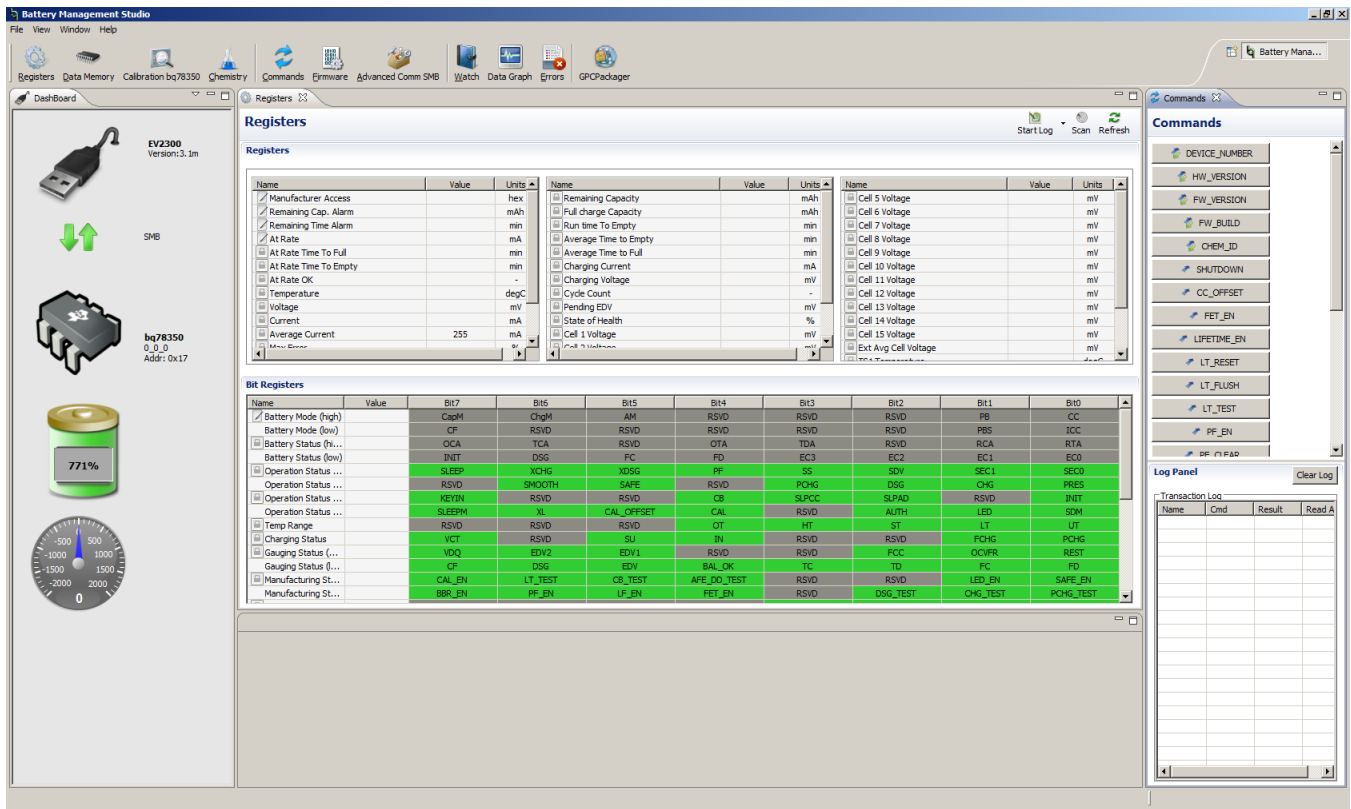 Battery Management Studio
File View Window Help
Registers Data Memory Calibration bq78350 Chemistry Commands Firmware Advanced Comm SMB Watch Data Graph Errors GPCPackager
Battery Mana...
DashBoard
EV2300
Version:3.1m
SMB
bq78350
0_0_0
Addr: 0x17
771%
-500 500
-1000 1000
-1500 1500
-2000 2000
0
Registers
Registers
Start Log Scan Refresh
Registers
Name Value Units
Manufacturer Access hex
Remaining Cap. Alarm mAh
Remaining Time Alarm min
At Rate mA
At Rate Time To Full min
At Rate Time To Empty min
At Rate OK -
Temperature degC
Voltage mV
Current mA
Average Current 255 mA
Max Error %
Name Value Units
Remaining Capacity mAh
Full charge Capacity mAh
Run time To Empty min
Average Time to Empty min
Average Time to Full min
Charging Current mA
Charging Voltage mV
Cycle Count -
Pending EDV mV
State of Health %
Cell 1 Voltage mV
Cell 2 Voltage mV
Name Value Units
Cell 5 Voltage mV
Cell 6 Voltage mV
Cell 7 Voltage mV
Cell 8 Voltage mV
Cell 9 Voltage mV
Cell 10 Voltage mV
Cell 11 Voltage mV
Cell 12 Voltage mV
Cell 13 Voltage mV
Cell 14 Voltage mV
Cell 15 Voltage mV
Ext Avg Cell Voltage mV
TS1 Temperature degC
Bit Registers
Name Value Bit7 Bit6 Bit5 Bit4 Bit3 Bit2 Bit1 Bit0
Battery Mode (high) CapM ChgM AM RSVD RSVD RSVD PB CC
Battery Mode (low) CF RSVD RSVD RSVD RSVD RSVD PBS ICC
Battery Status (hi... OCA TCA RSVD OTA TDA RSVD RCA RTA
Battery Status (low) INIT DSG FC FD EC3 EC2 EC1 EC0
Operation Status ... SLEEP XCHG XDSG PF SS SDV SEC1 SEC0
Operation Status ... RSVD SMOOTH SAFE RSVD PCHG DSG CHG PRES
Operation Status ... KEYIN RSVD RSVD CB SLPCC SLPAD RSVD INIT
Operation Status ... SLEEPM XL CAL_OFFSET CAL RSVD AUTH LED SDM
Temp Range RSVD RSVD RSVD OT HT ST LT UT
Charging Status VCT RSVD SU IN RSVD RSVD FCHG PCHG
Gauging Status (... VDQ EDV2 EDV1 RSVD RSVD FCC OCVFR REST
Gauging Status (l... CF DSG EDV BAL_OK TC TD FC FD
Manufacturing St... CAL_EN LT_TEST CB_TEST AFE_DD_TEST RSVD RSVD LED_EN SAFE_EN
Manufacturing St... BBR_EN PF_EN LF_EN FET_EN RSVD DSG_TEST CHG_TEST PCHG_TEST
Commands
Commands
DEVICE_NUMBER
HW_VERSION
FW_VERSION
FW_BUILD
CHEM_ID
SHUTDOWN
CC_OFFSET
FET_EN
LIFETIME_EN
LT_RESET
LT_FLUSH
LT_TEST
PF_EN
PF_CLEAR
Log Panel
Clear Log
Transaction Log
Name Cmd Result Read A